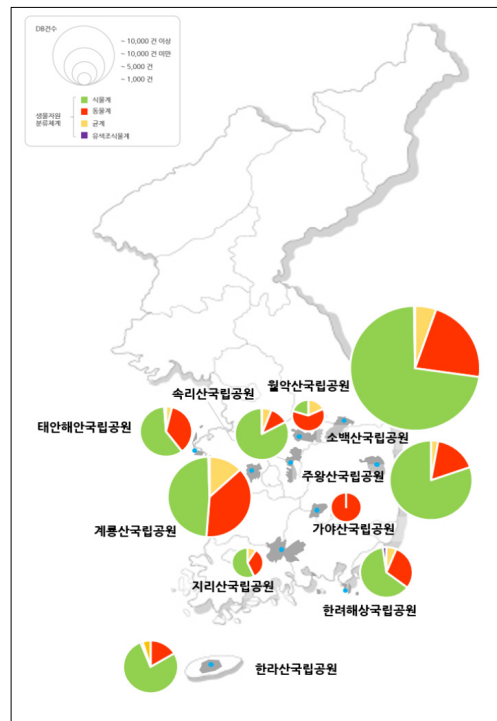 DB건수
~ 10,000 건 이상
~ 10,000 건 미만
~ 5,000 건
~ 1,000 건
생물자원
분류체계
식물계
동물계
균계
유색조식물계
월악산국립공원
속리산국립공원
태안해안국립공원
소백산국립공원
주왕산국립공원
계룡산국립공원
가야산국립공원
지리산국립공원
한려해상국립공원
한라산국립공원